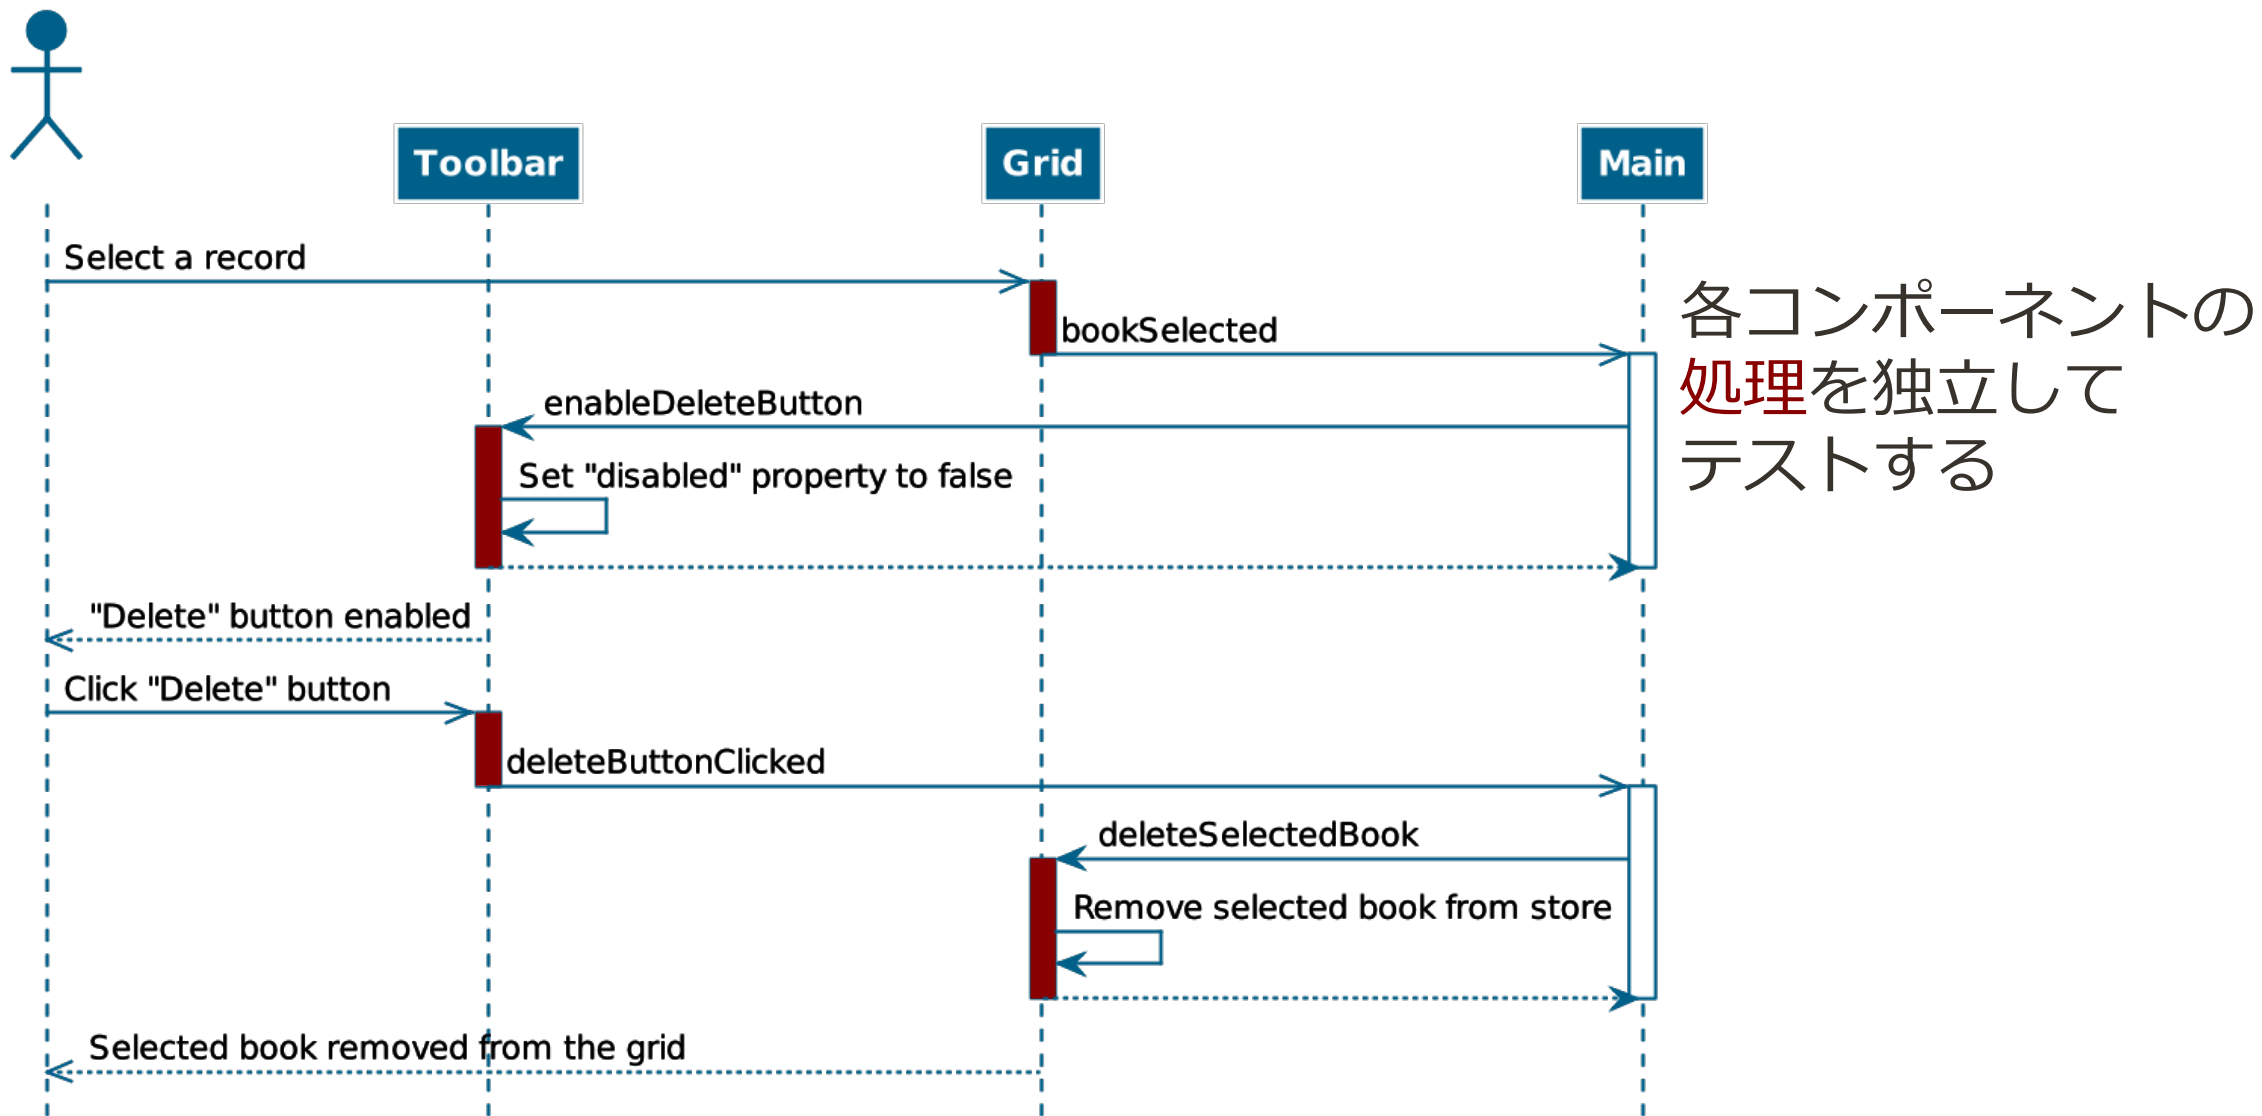 Toolbar
Grid
Main
Select a record
bookSelected
enableDeleteButton
Set "disabled" property to false
"Delete" button enabled
Click "Delete" button
deleteButtonClicked
deleteSelectedBook
Remove selected book from store
Selected book removed from the grid
各コンポーネントの
処理を独立して
テストする